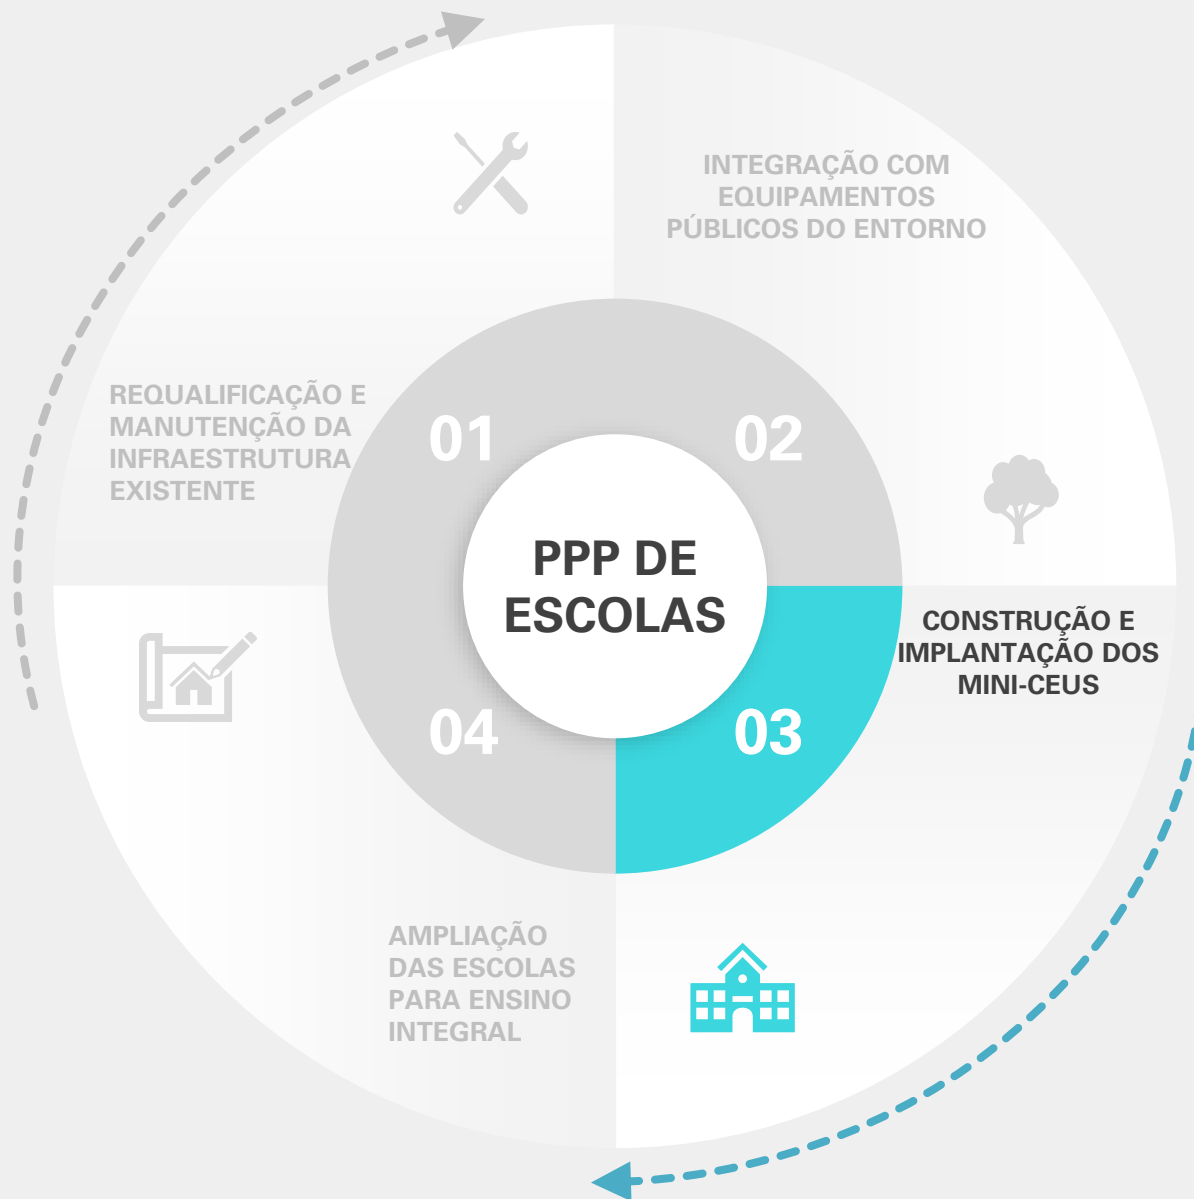 INTEGRAÇÃO COM
EQUIPAMENTOS
PÚBLICOS DO ENTORNO
REQUALIFICAÇÃO E
MANUTENÇÃO DA
INFRAESTRUTURA
EXISTENTE
01
02
PPP DE
ESCOLAS
CONSTRUÇÃO E
IMPLANTAÇÃO DOS
MINI-CEUS
04
03
AMPLIAÇÃO
DAS ESCOLAS
PARA ENSINO
INTEGRAL